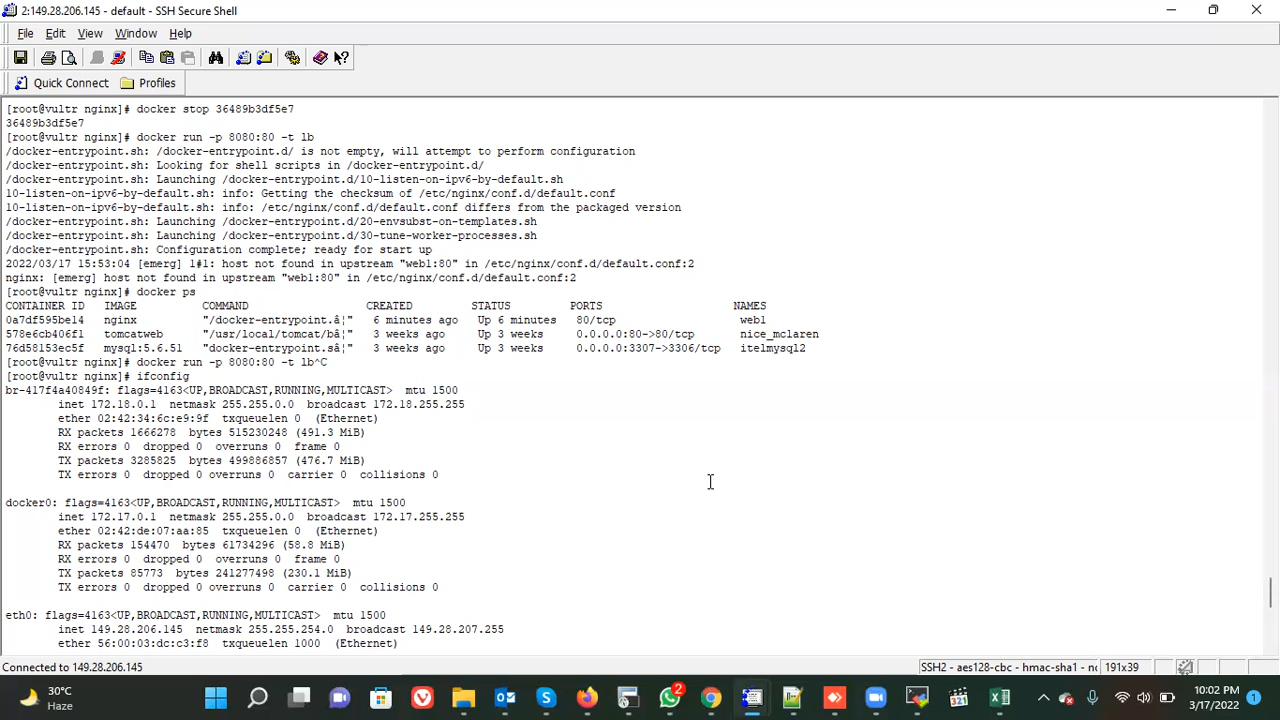 2:149.28.206.145 - default - SSH Secure Shell
File Edit View Window Help
Quick Connect Profiles
[root@vultr nginx]# docker stop 36489b3df5e7
36489b3df5e7
[root@vultr nginx]# docker run -p 8080:80 -t lb
/docker-entrypoint.sh: /docker-entrypoint.d/ is not empty, will attempt to perform configuration
/docker-entrypoint.sh: Looking for shell scripts in /docker-entrypoint.d/
/docker-entrypoint.sh: Launching /docker-entrypoint.d/10-listen-on-ipv6-by-default.sh
10-listen-on-ipv6-by-default.sh: info: Getting the checksum of /etc/nginx/conf.d/default.conf
10-listen-on-ipv6-by-default.sh: info: /etc/nginx/conf.d/default.conf differs from the packaged version
/docker-entrypoint.sh: Launching /docker-entrypoint.d/20-envsubst-on-templates.sh
/docker-entrypoint.sh: Launching /docker-entrypoint.d/30-tune-worker-processes.sh
/docker-entrypoint.sh: Configuration complete; ready for start up
2022/03/17 15:53:04 [emerg] 1#1: host not found in upstream "web1:80" in /etc/nginx/conf.d/default.conf:2
nginx: [emerg] host not found in upstream "web1:80" in /etc/nginx/conf.d/default.conf:2
[root@vultr nginx]# docker ps
CONTAINER ID IMAGE COMMAND CREATED STATUS PORTS NAMES
0a7df595be14 nginx "/docker-entrypoint.â¦" 6 minutes ago Up 6 minutes 80/tcp web1
578e6cb406f1 tomcatweb "/usr/local/tomcat/bâ¦" 3 weeks ago Up 3 weeks 0.0.0.0:80->80/tcp nice_mclaren
76d58153ec5f mysql:5.6.51 "docker-entrypoint.sâ¦" 3 weeks ago Up 3 weeks 0.0.0.0:3307->3306/tcp itelmysql2
[root@vultr nginx]# docker run -p 8080:80 -t lb^C
[root@vultr nginx]# ifconfig
br-417f4a40849f: flags=4163<UP,BROADCAST,RUNNING,MULTICAST> mtu 1500
inet 172.18.0.1 netmask 255.255.0.0 broadcast 172.18.255.255
ether 02:42:34:6c:e9:9f txqueuelen 0 (Ethernet)
RX packets 1666278 bytes 515230248 (491.3 MiB)
RX errors 0 dropped 0 overruns 0 frame 0
TX packets 3285825 bytes 499886857 (476.7 MiB)
TX errors 0 dropped 0 overruns 0 carrier 0 collisions 0
docker0: flags=4163<UP,BROADCAST,RUNNING,MULTICAST> mtu 1500
inet 172.17.0.1 netmask 255.255.0.0 broadcast 172.17.255.255
ether 02:42:de:07:aa:85 txqueuelen 0 (Ethernet)
RX packets 154470 bytes 61734296 (58.8 MiB)
RX errors 0 dropped 0 overruns 0 frame 0
TX packets 85773 bytes 241277498 (230.1 MiB)
TX errors 0 dropped 0 overruns 0 carrier 0 collisions 0
eth0: flags=4163<UP,BROADCAST,RUNNING,MULTICAST> mtu 1500
inet 149.28.206.145 netmask 255.255.254.0 broadcast 149.28.207.255
ether 56:00:03:dc:c3:f8 txqueuelen 1000 (Ethernet)
Connected to 149.28.206.145 SSH2 - aes128-cbc - hmac-sha1 - nc 191x39
30°C
Haze
2
321
10:02 PM
3/17/2022
1